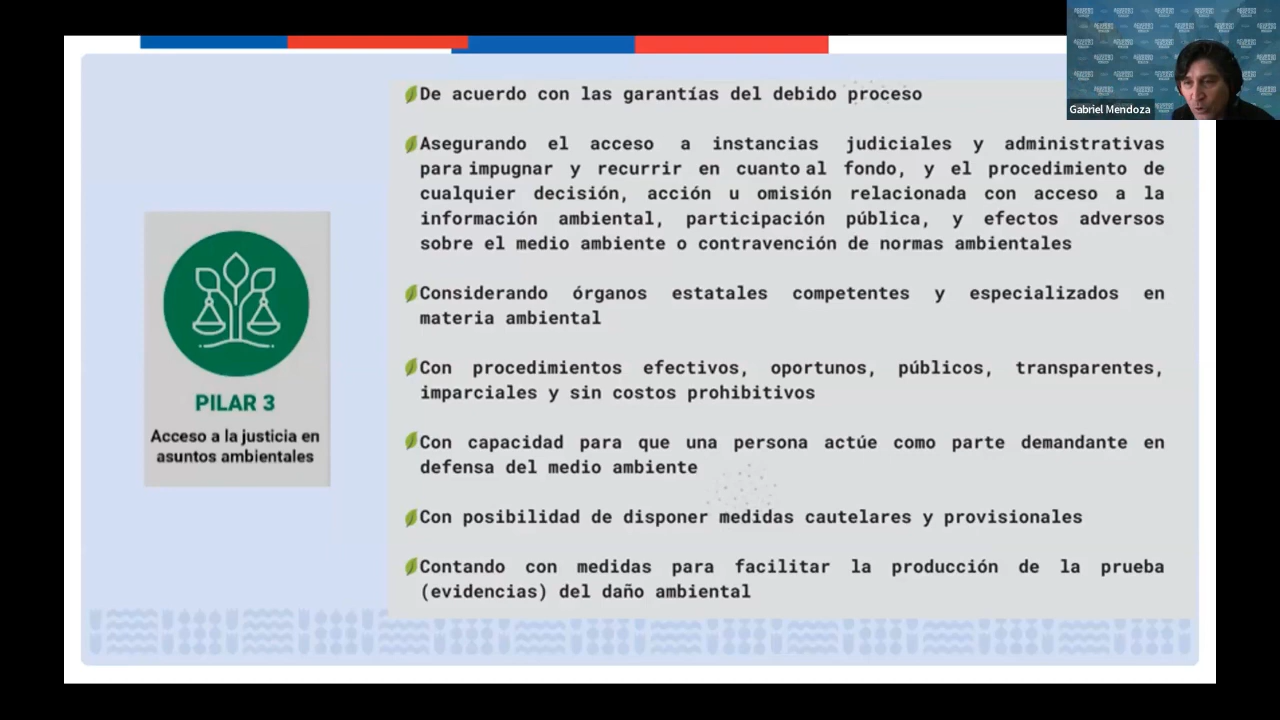 Gabriel Mendoza
De acuerdo con las garantías del debido proceso
Asegurando el acceso a instancias judiciales y administrativas
para impugnar y recurrir en cuanto al fondo, y el procedimiento de
cualquier decisión, acción u omisión relacionada con acceso a la
información ambiental, participación pública, y efectos adversos
sobre el medio ambiente o contravención de normas ambientales
Considerando órganos estatales competentes y especializados en
materia ambiental
Con procedimientos efectivos, oportunos, públicos, transparentes,
imparciales y sin costos prohibitivos
Con capacidad para que una persona actúe como parte demandante en
defensa del medio ambiente
Con posibilidad de disponer medidas cautelares y provisionales
Contando con medidas para facilitar la producción de la prueba
(evidencias) del daño ambiental
PILAR 3
Acceso a la justicia en
asuntos ambientales